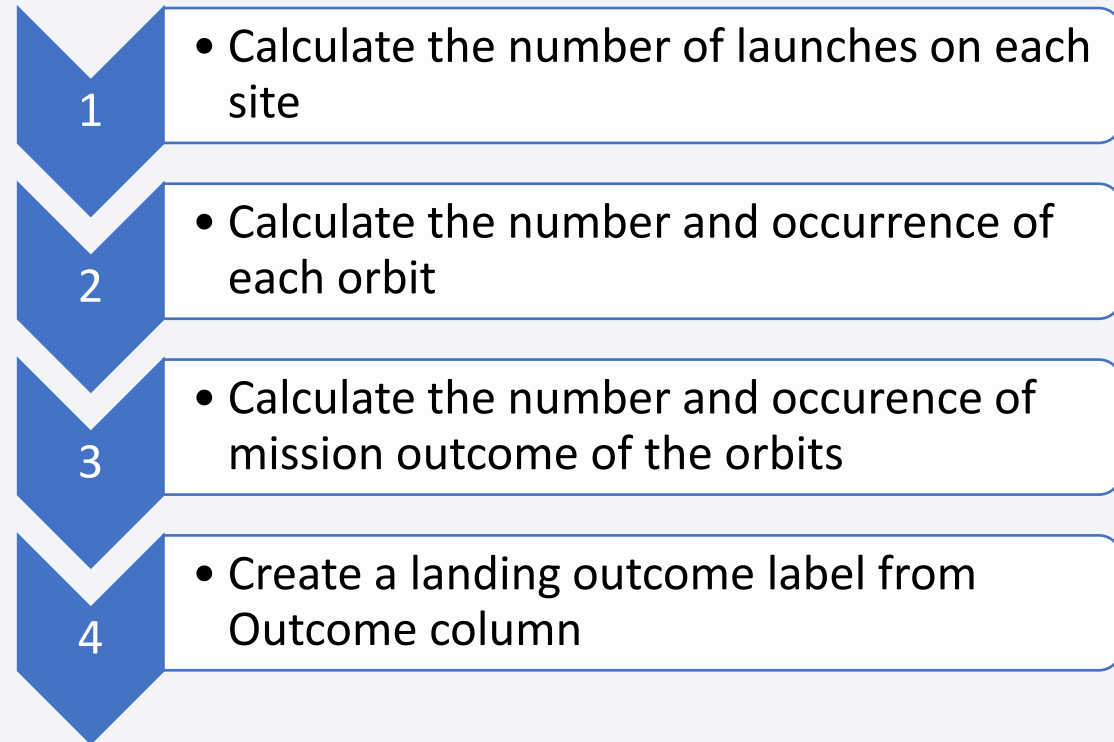 1
• Calculate the number of launches on each
site
2
• Calculate the number and occurrence of
each orbit
3
• Calculate the number and occurence of
mission outcome of the orbits
4
• Create a landing outcome label from
Outcome column